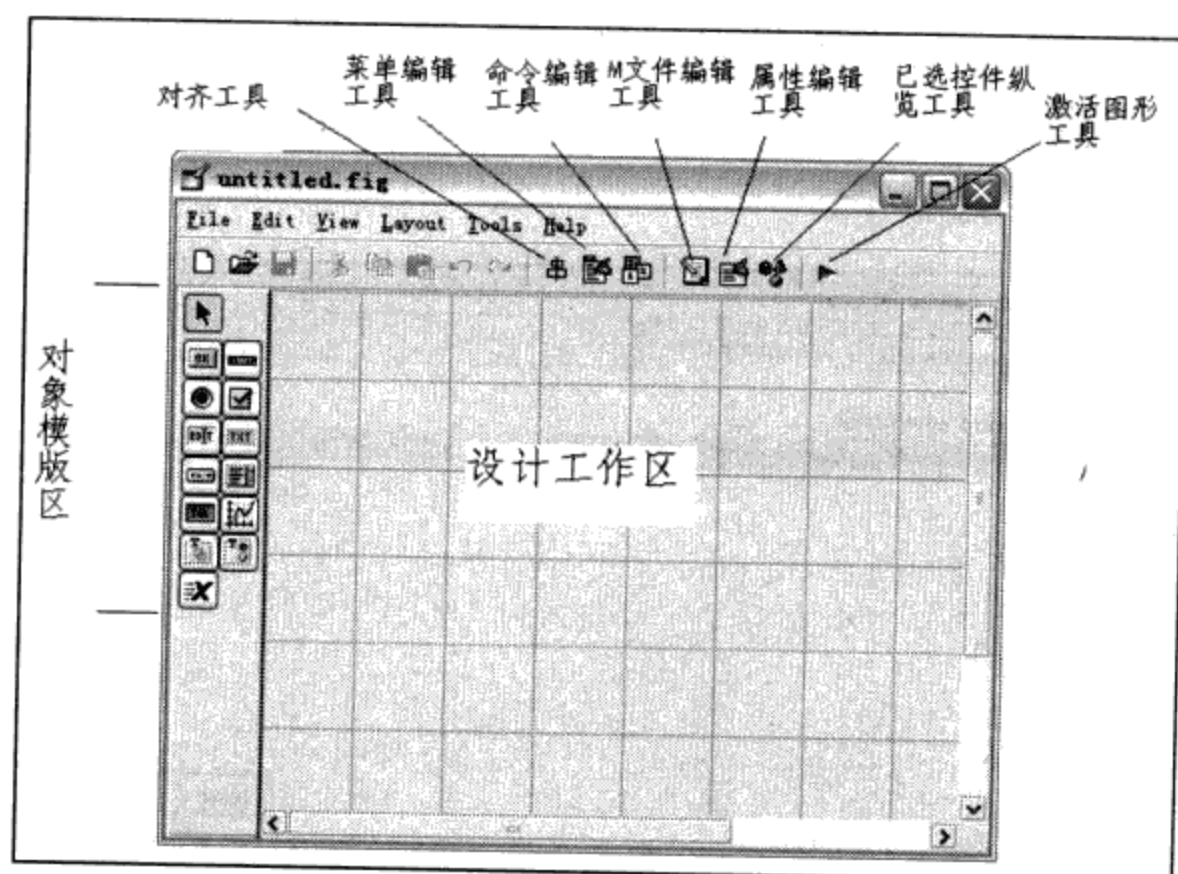 对齐工具
菜单编辑
工具
命令编辑
工具
M文件编辑
工具
属性编辑
工具
已选控件纵
览工具
激活图形
工具
untitled.fig
File Edit View Layout Tools Help
对象模版区
OK
EDIT TXT
设计工作区